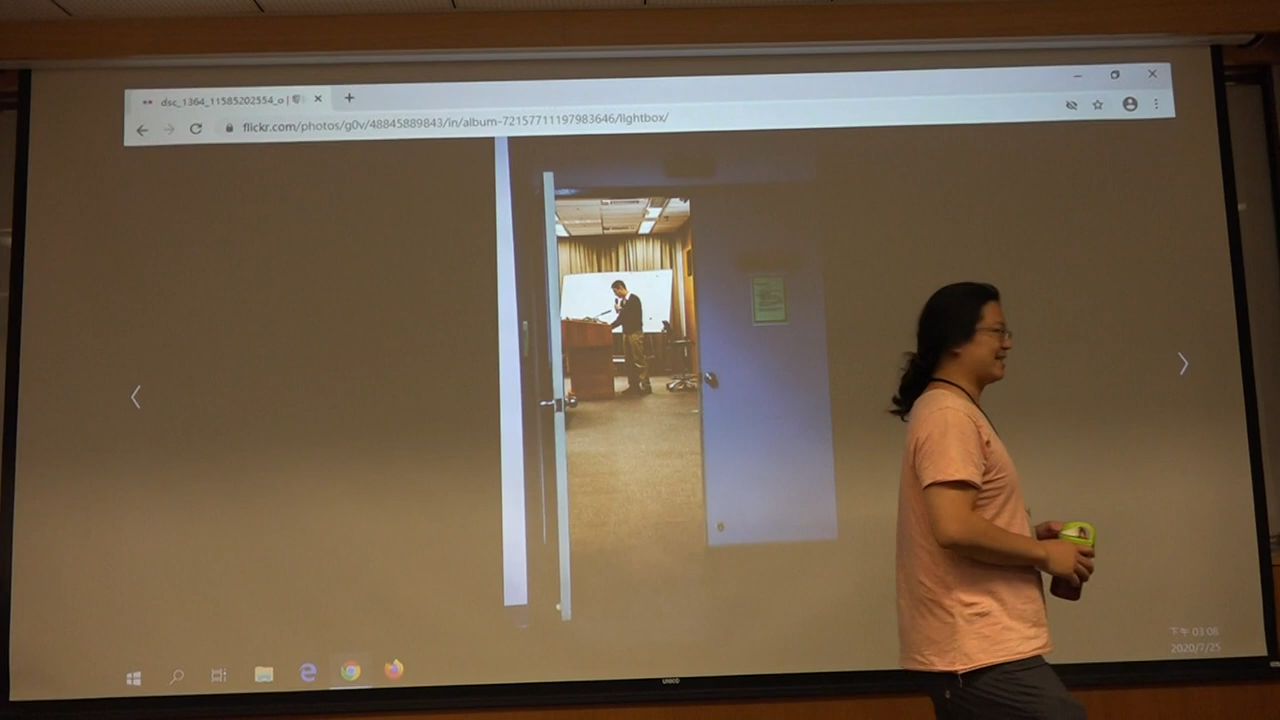 dsc_1364_11585202554_o |
flickr.com/photos/g0v/48845889843/in/album-72157711197983646/lightbox/
下午 03:08
2020/7/25